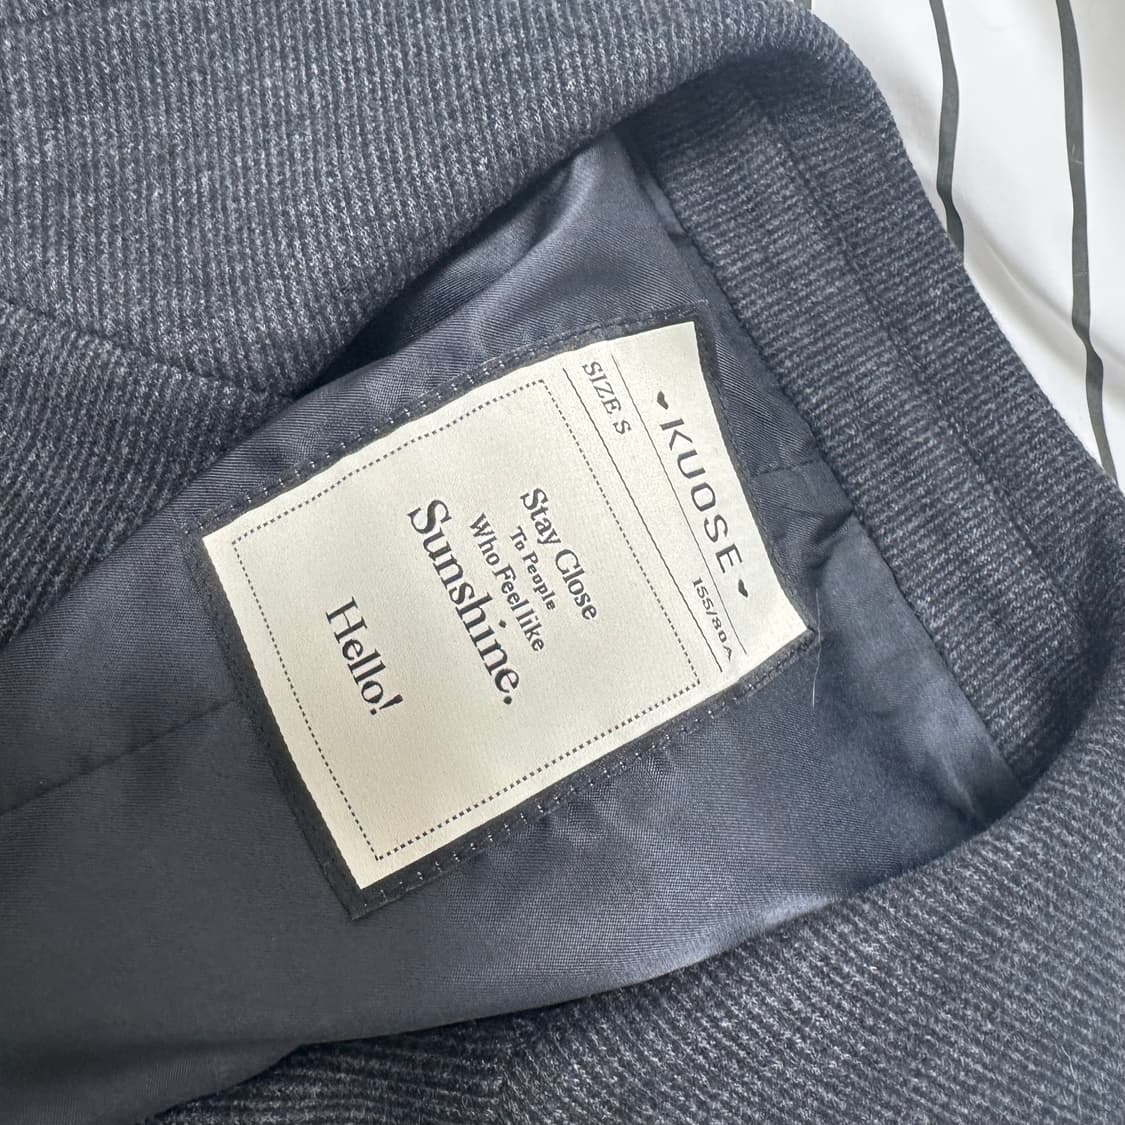 KUOSE
SIZE S 155/80A
Stay Close
To People
Who Feel like
Sunshine.
Hello!